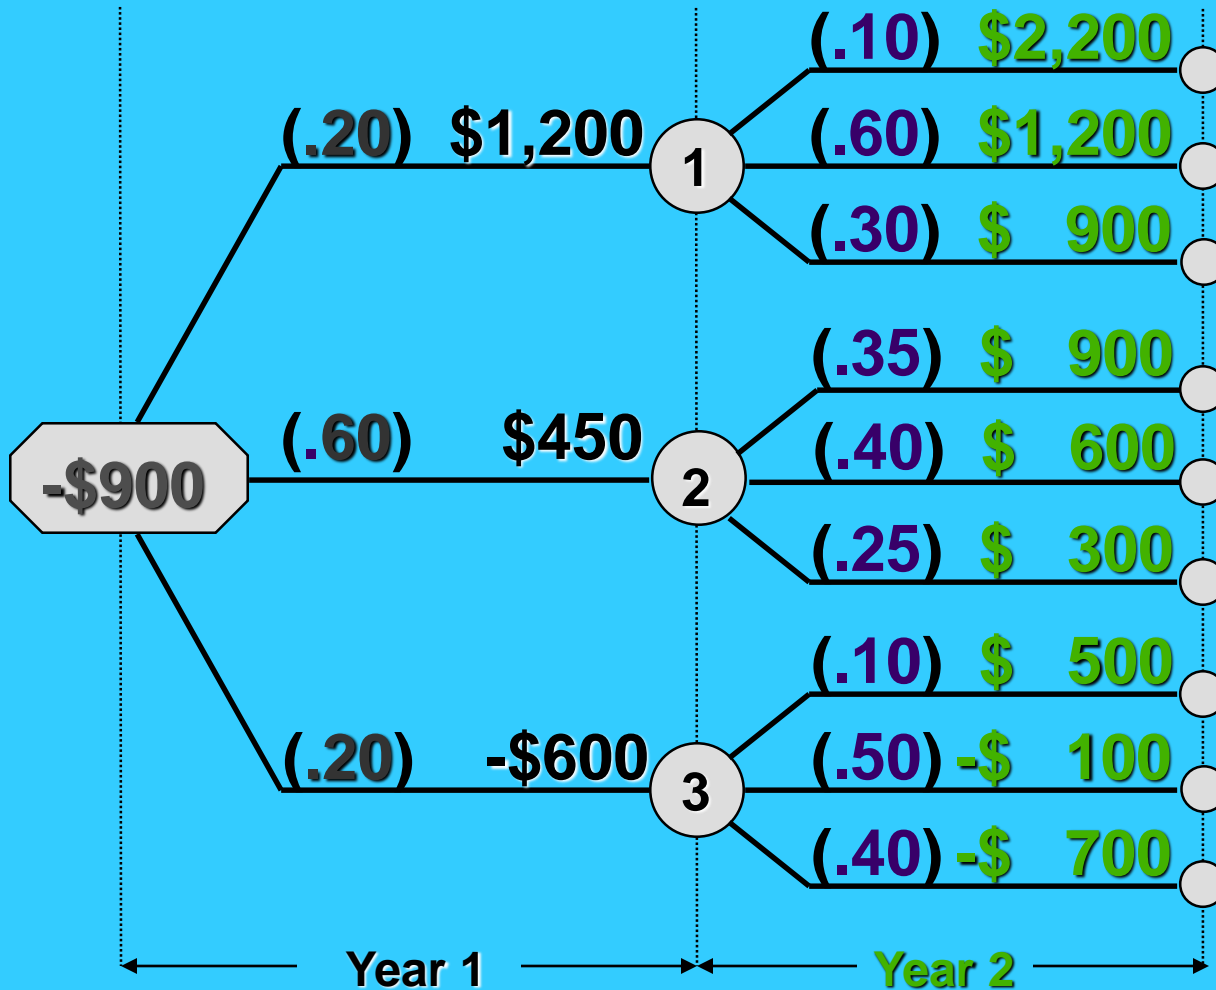 (.10) $2,200
(.20) $1,200
1
(.60) $1,200
(.30) $ 900
(.35) $ 900
-$900
(.60) $450
2
(.40) $ 600
(.25) $ 300
(.10) $ 500
(.20) -$600
3
(.50) -$ 100
(.40) -$ 700
Year 1
Year 2